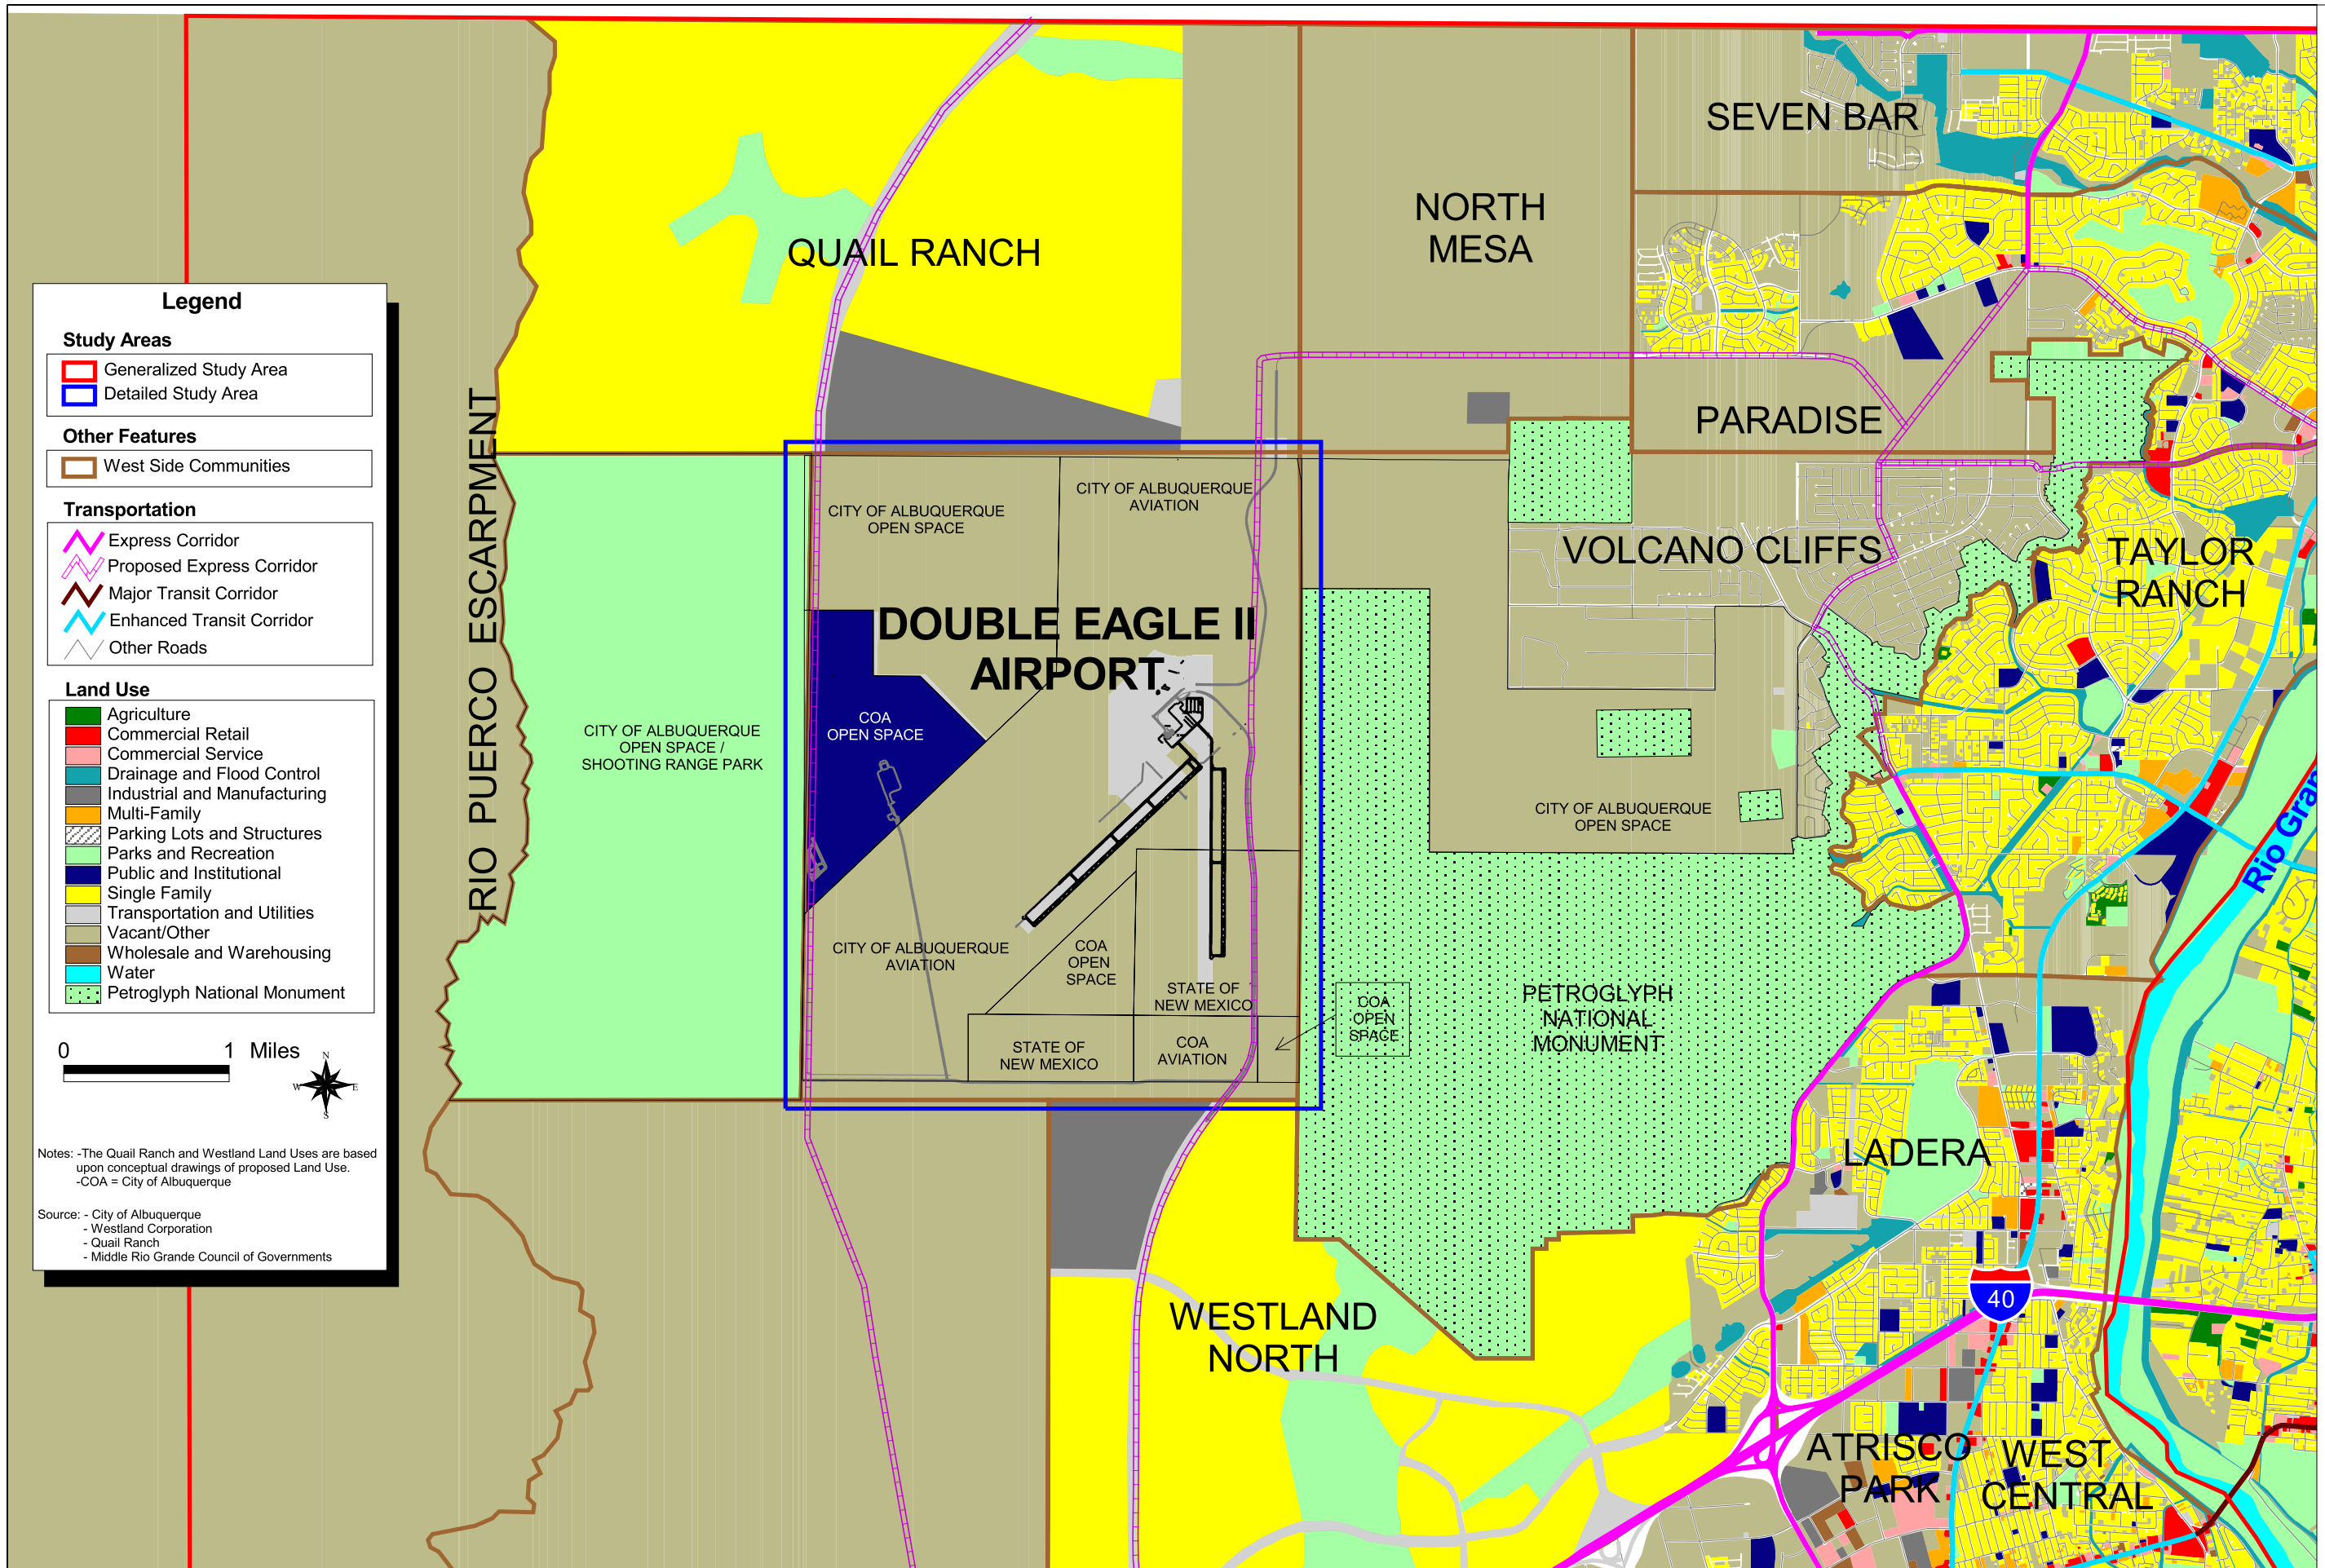 SEVEN BAR
NORTH
MESA
QUAIL RANCH
Legend
Study Areas
Generalized Study Area
Detailed Study Area
Other Features
West Side Communities
Transportation
Express Corridor
Proposed Express Corridor
Major Transit Corridor
Enhanced Transit Corridor
Other Roads
Land Use
Agriculture
Commercial Retail
Commercial Service
Drainage and Flood Control
Industrial and Manufacturing
Multi-Family
Parking Lots and Structures
Parks and Recreation
Public and Institutional
Single Family
Transportation and Utilities
Vacant/Other
Wholesale and Warehousing
Water
Petroglyph National Monument
0 1 Miles
N
W E
S
Notes: -The Quail Ranch and Westland Land Uses are based
upon conceptual drawings of proposed Land Use.
-COA = City of Albuquerque
Source: - City of Albuquerque
- Westland Corporation
- Quail Ranch
- Middle Rio Grande Council of Governments
RIO PUERCO ESCARPMENT
PARADISE
CITY OF ALBUQUERQUE
OPEN SPACE
CITY OF ALBUQUERQUE
AVIATION
VOLCANO CLIFFS
TAYLOR
RANCH
DOUBLE EAGLE II
AIRPORT
CITY OF ALBUQUERQUE
OPEN SPACE /
SHOOTING RANGE PARK
COA
OPEN SPACE
CITY OF ALBUQUERQUE
OPEN SPACE
Rio Gran
CITY OF ALBUQUERQUE
AVIATION
COA
OPEN
SPACE
STATE OF
NEW MEXICO
COA
OPEN
SPACE
PETROGLYPH
NATIONAL
MONUMENT
STATE OF
NEW MEXICO
COA
AVIATION
LADERA
WESTLAND
NORTH
40
ATRISCO
PARK
WEST
CENTRAL